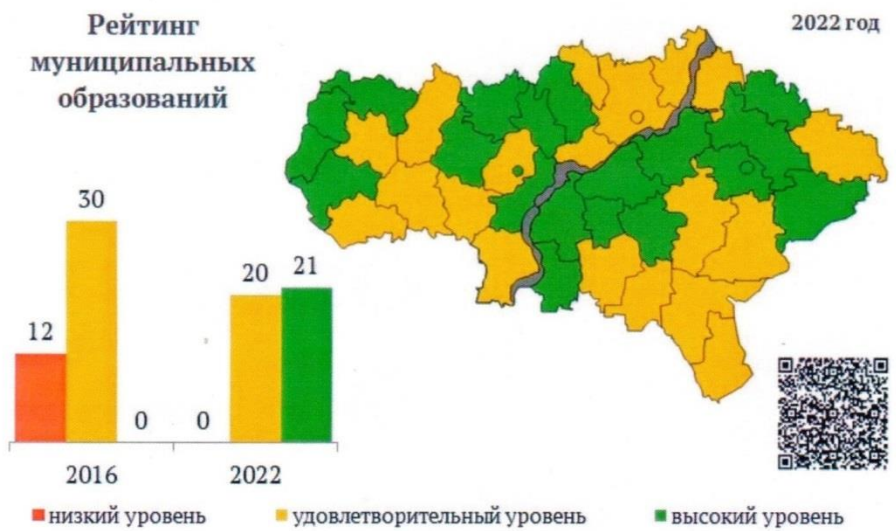 Рейтинг
муниципальных
образований
2022 год
30
12
0
0
20
21
2016
2022
низкий уровень
удовлетворительный уровень
высокий уровень